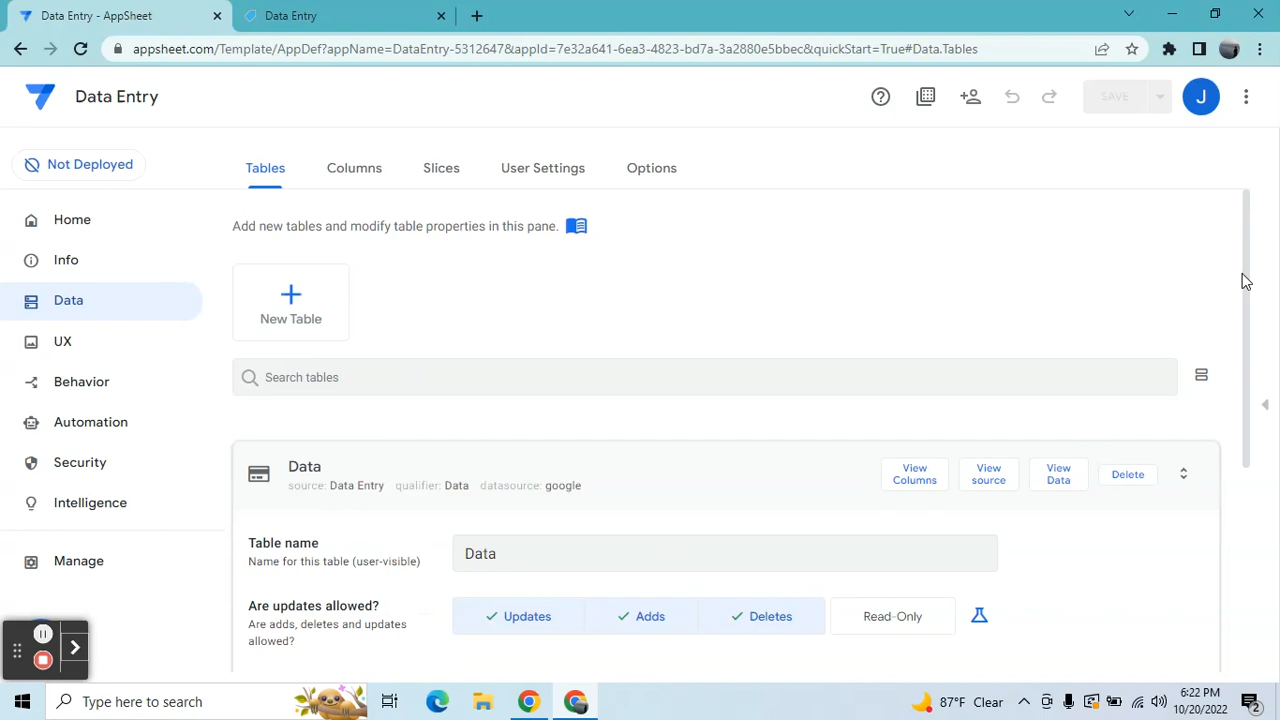 Data Entry - AppSheet
Data Entry
appsheet.com/Template/AppDef?appName=DataEntry-5312647&appId=7e32a641-6ea3-4823-bd7a-3a2880e5bbec&quickStart=True#Data.Tables
Data Entry
SAVE
J
Not Deployed
Tables Columns Slices User Settings Options
Home
Info
Data
UX
Behavior
Automation
Security
Intelligence
Manage
Add new tables and modify table properties in this pane.
New Table
Search tables
Data
source: Data Entry qualifier: Data datasource: google
View Columns
View source
View Data
Delete
Table name
Name for this table (user-visible)
Data
Are updates allowed?
Are adds, deletes and updates
allowed?
Updates Adds Deletes Read-Only
Type here to search
87°F Clear
6:22 PM
10/20/2022
2